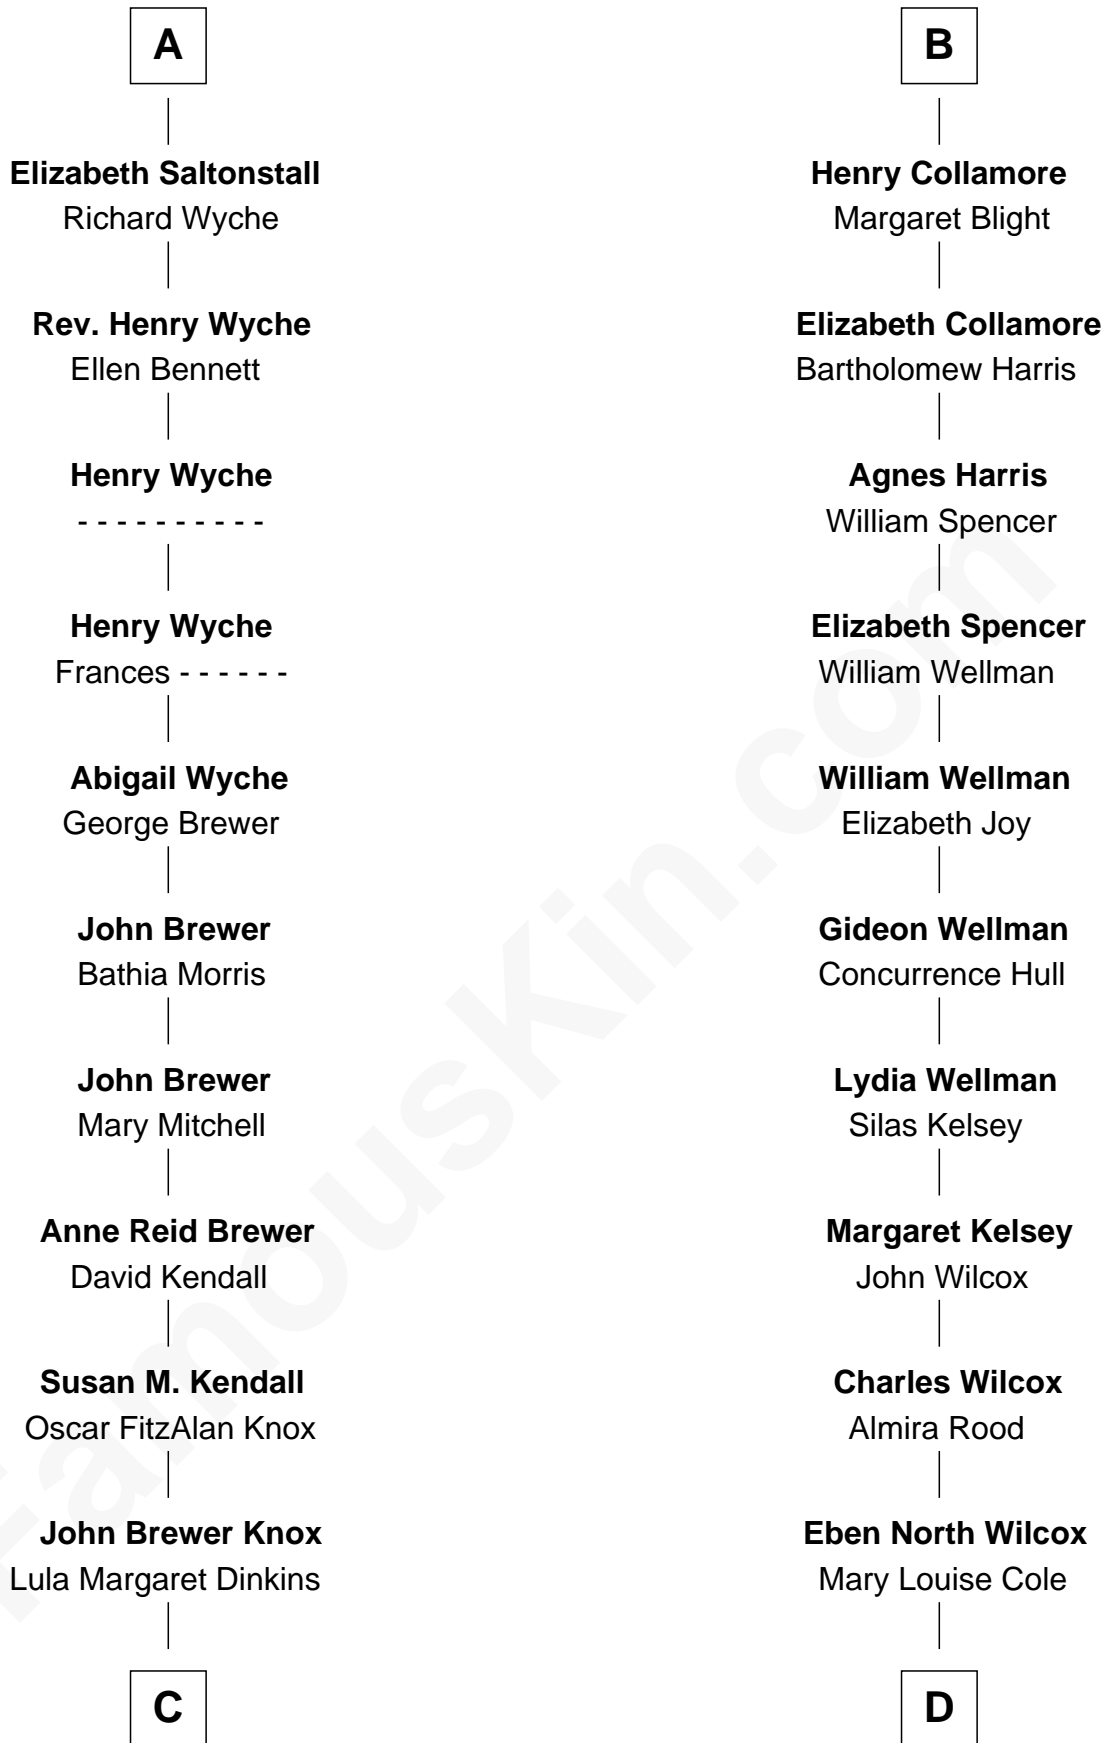 A
Elizabeth Saltonstall
Richard Wyche
Rev. Henry Wyche
Ellen Bennett
Henry Wyche
- - - - - - - - - -
Henry Wyche
Frances - - - - - -
Abigail Wyche
George Brewer
John Brewer
Bathia Morris
John Brewer
Mary Mitchell
Anne Reid Brewer
David Kendall
Susan M. Kendall
Oscar FitzAlan Knox
John Brewer Knox
Lula Margaret Dinkins
C
B
Henry Collamore
Margaret Blight
Elizabeth Collamore
Bartholomew Harris
Agnes Harris
William Spencer
Elizabeth Spencer
William Wellman
William Wellman
Elizabeth Joy
Gideon Wellman
Concurrence Hull
Lydia Wellman
Silas Kelsey
Margaret Kelsey
John Wilcox
Charles Wilcox
Almira Rood
Eben North Wilcox
Mary Louise Cole
D
FamousKin.com